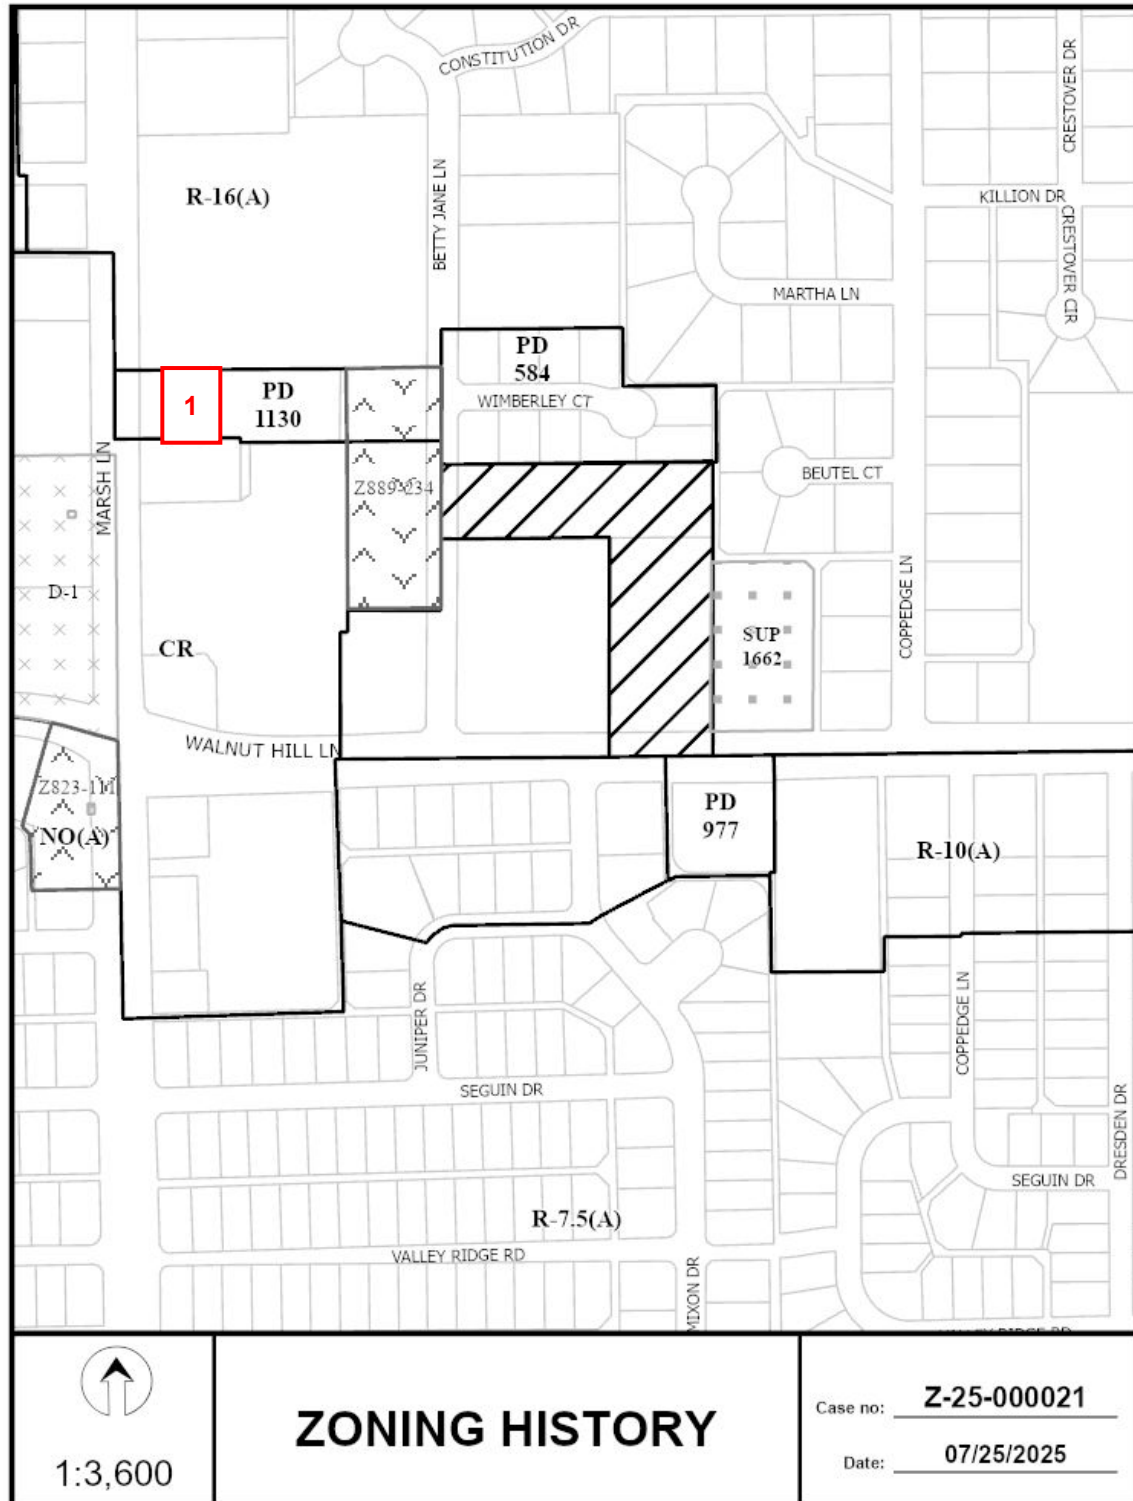 CONSTITUTION DR
CRESTOVER DR
BETTY JANE LN
R-16(A)
KILLION DR
CRESTOVER CIR
MARTHA LN
PD
584
1
PD
1130
WIMBERLEY CT
MARSH LN
Z889-234
BEUTEL CT
D-1
COPPEDGE LN
CR
SUP
1662
WALNUT HILL LN
NO(A)
PD
977
R-10(A)
JUNIPER DR
COPPEDGE LN
SEGUIN DR
DRESDEN DR
SEGUIN DR
R-7.5(A)
VALLEY RIDGE RD
MIXON DR
1:3,600
ZONING HISTORY
Case no: Z-25-000021
Date: 07/25/2025